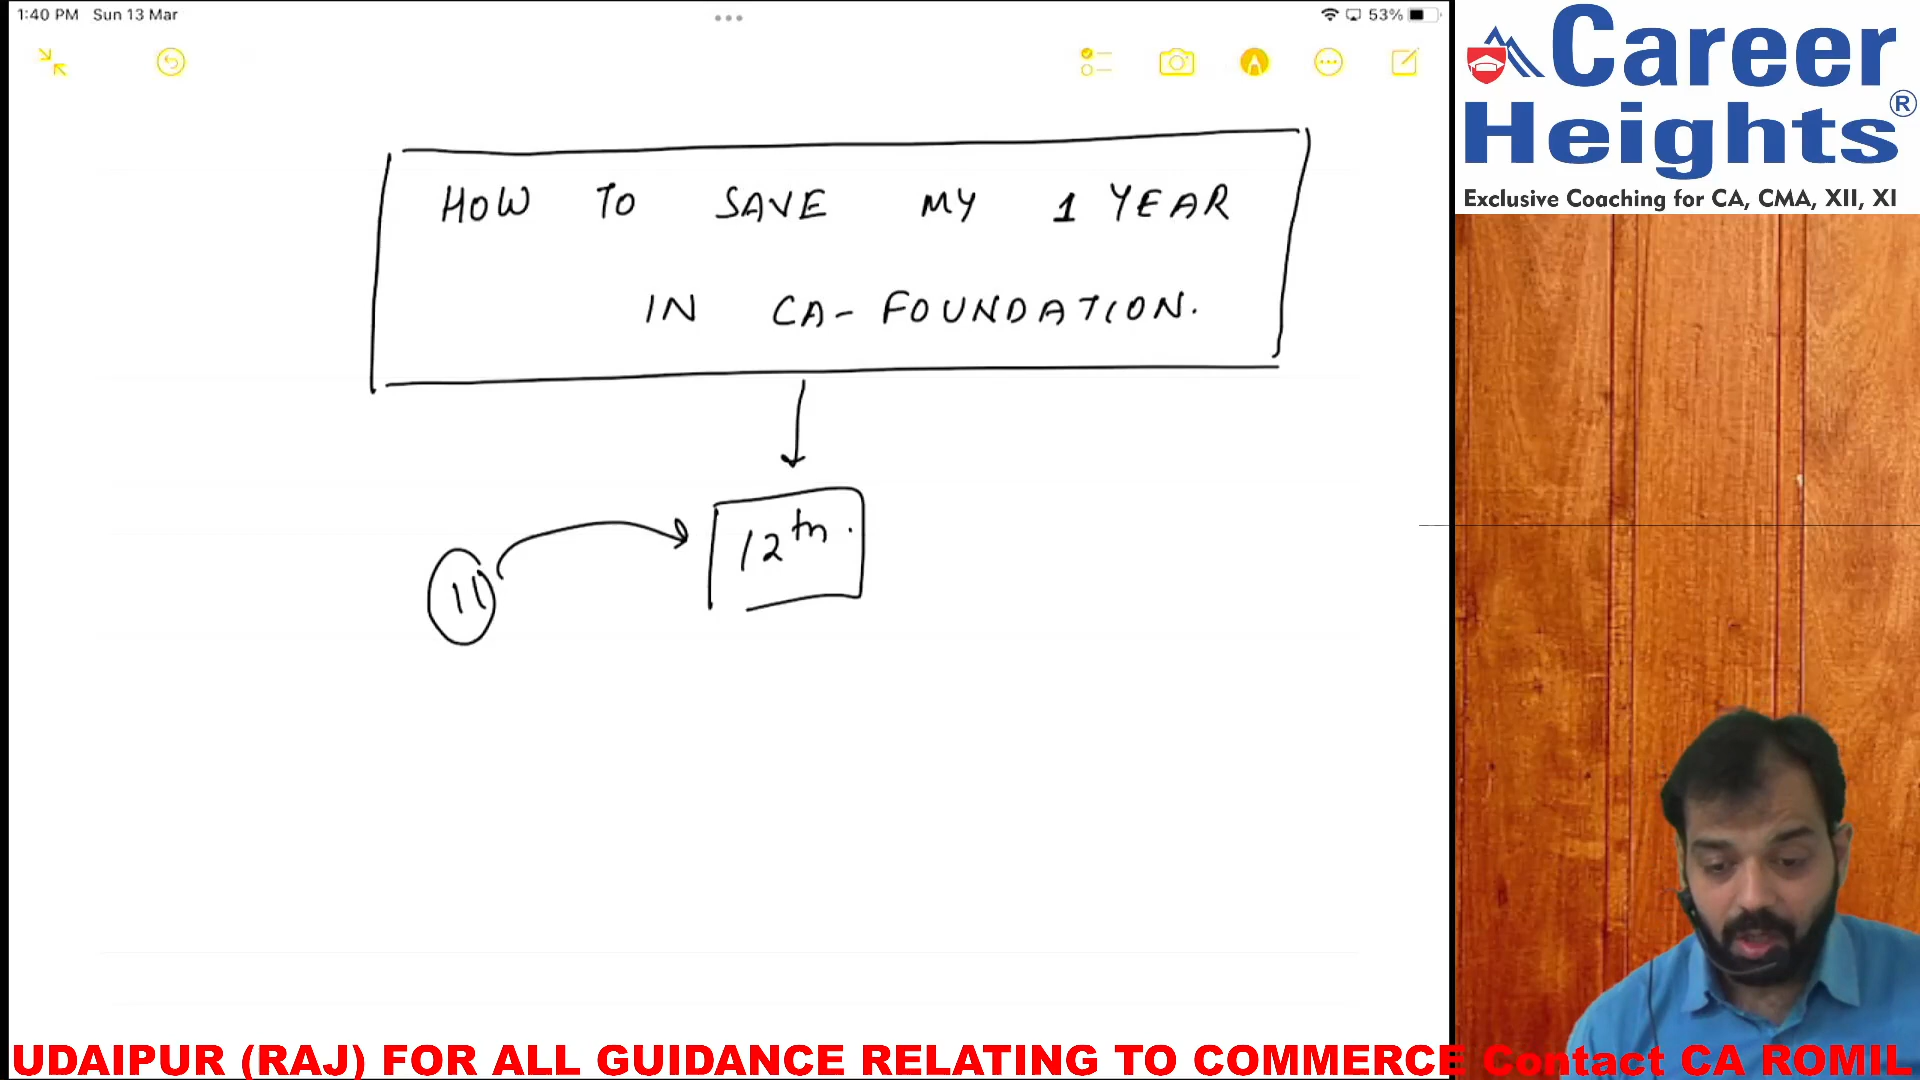 1:40 PM Sun 13 Mar
53%
Career
Heights®
Exclusive Coaching for CA, CMA, XII, XI
HOW TO SAVE MY 1 YEAR
IN CA- FOUNDATION.
12th.
11
UDAIPUR (RAJ) FOR ALL GUIDANCE RELATING TO COMMERCE Contact CA ROMIL